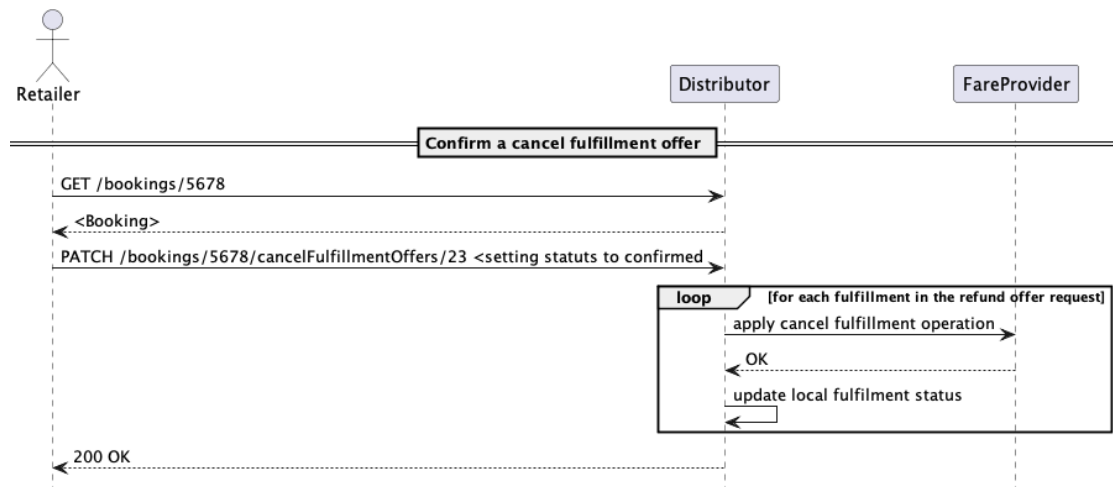 Retailer
Distributor
FareProvider
Confirm a cancel fulfillment offer
GET /bookings/5678
<Booking>
PATCH /bookings/5678/cancelFulfillmentOffers/23 <setting statuts to confirmed
loop [for each fulfillment in the refund offer request]
apply cancel fulfillment operation
OK
update local fulfilment status
200 OK